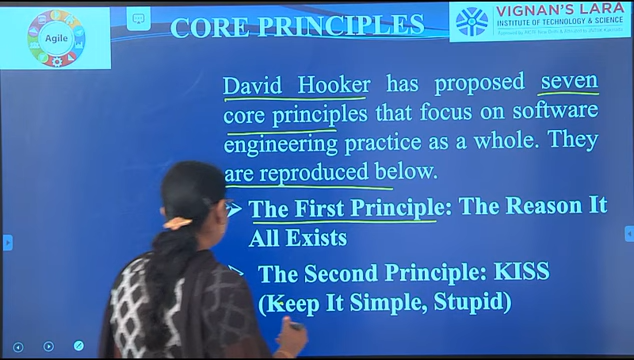 Agile
CORE PRINCIPLES
VIGNAN'S LARA
INSTITUTE OF TECHNOLOGY & SCIENCE
David Hooker has proposed seven
core principles that focus on software
engineering practice as a whole. They
are reproduced below.
The First Principle: The Reason It
All Exists
The Second Principle: KISS
(Keep It Simple, Stupid)